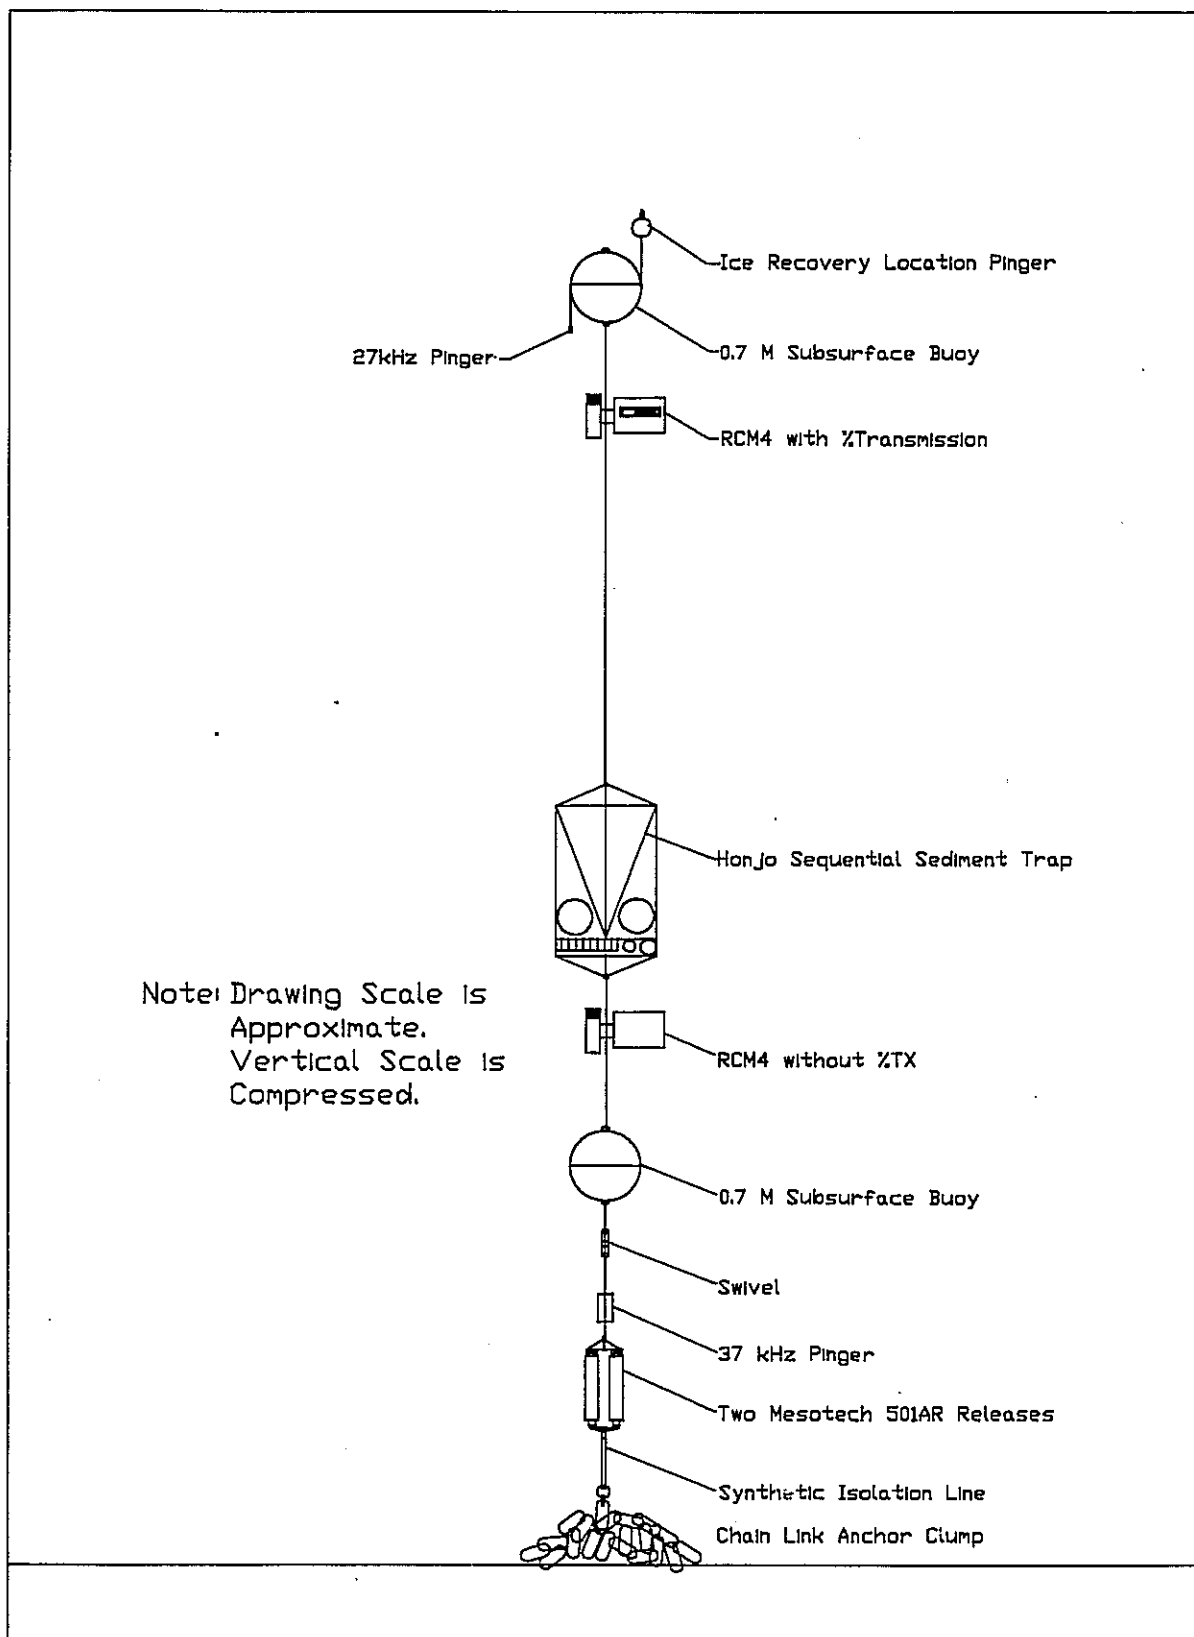 Ice Recovery Location Pinger
27kHz Pinger
0.7 M Subsurface Buoy
RCM4 with %Transmission
Honjo Sequential Sediment Trap
Note: Drawing Scale is
Approximate.
Vertical Scale is
Compressed.
RCM4 without %TX
0.7 M Subsurface Buoy
Swivel
37 kHz Pinger
Two Mesotech 501AR Releases
Synthetic Isolation Line
Chain Link Anchor Clump